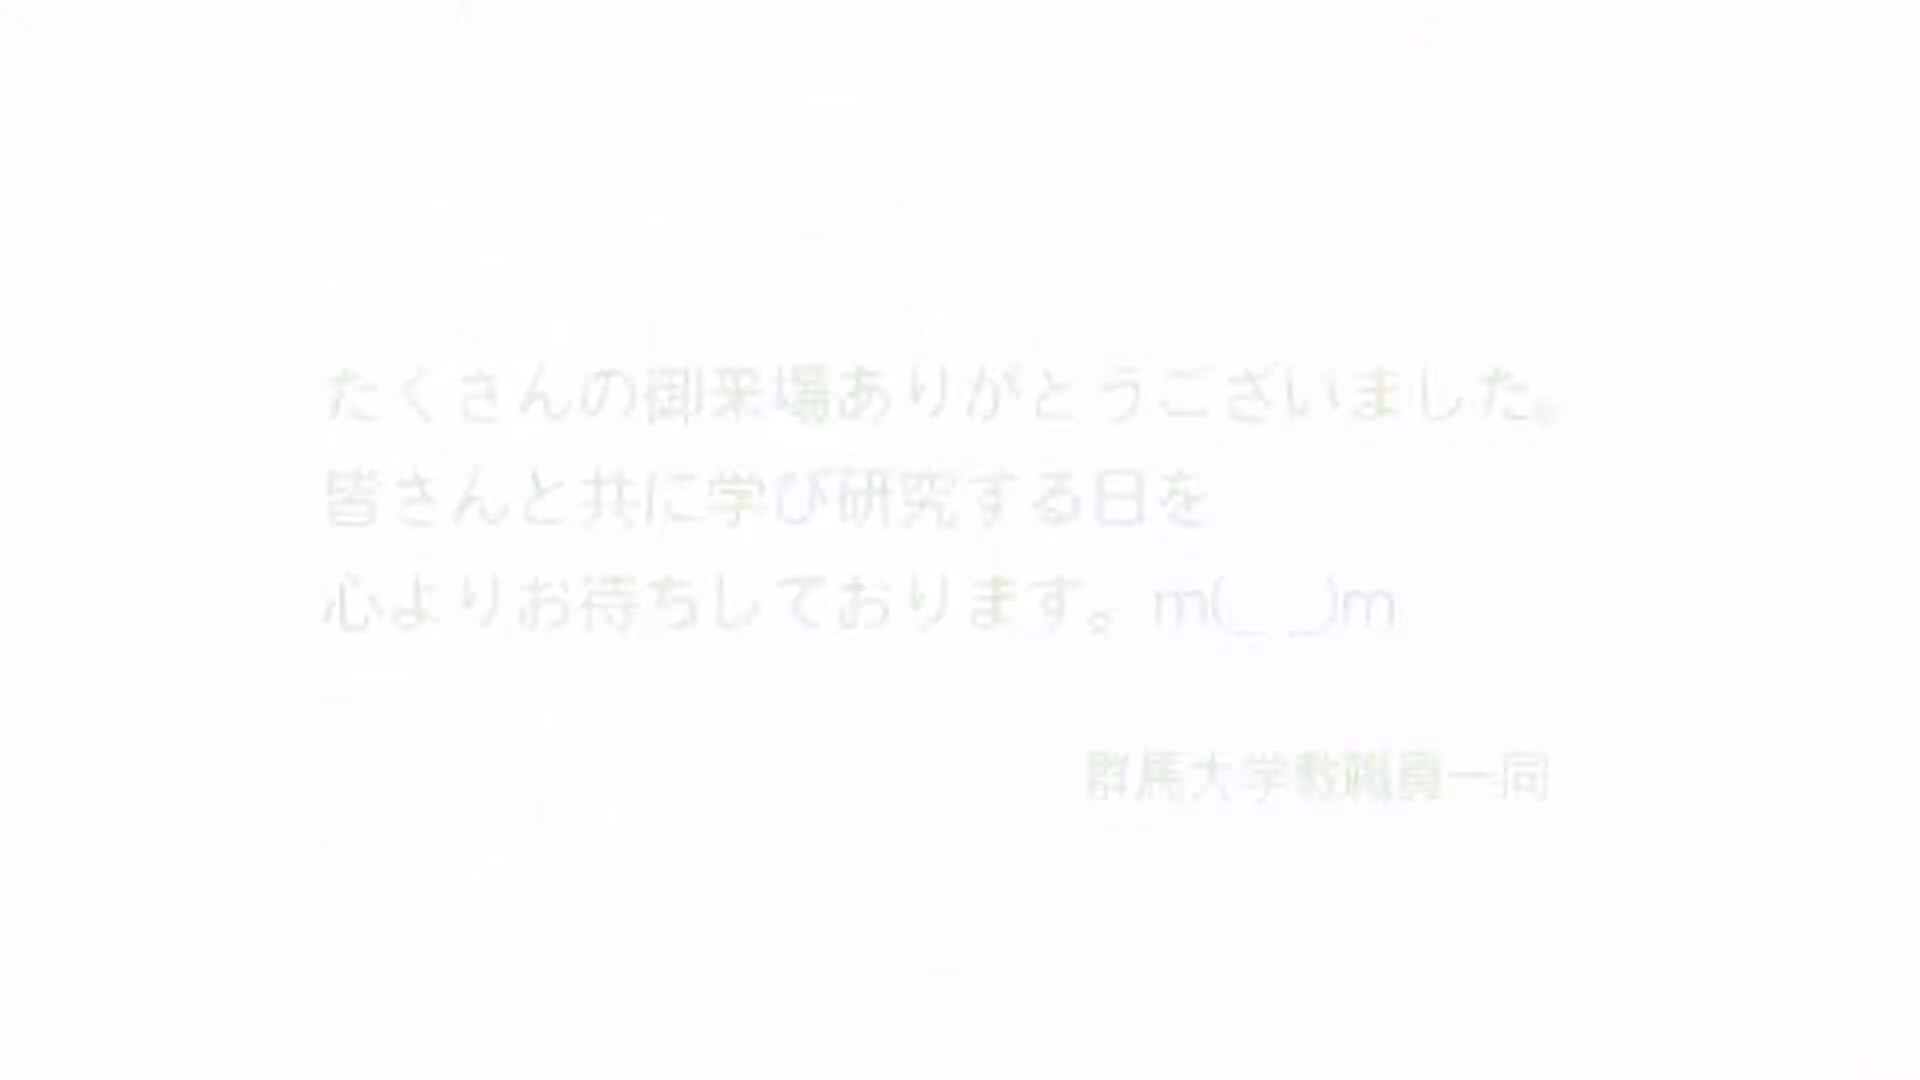 たくさんの御来場ありがとうございました。
皆さんと共に学び研究する日を
心よりお待ちしております。m(_ _)m
群馬大学教職員一同